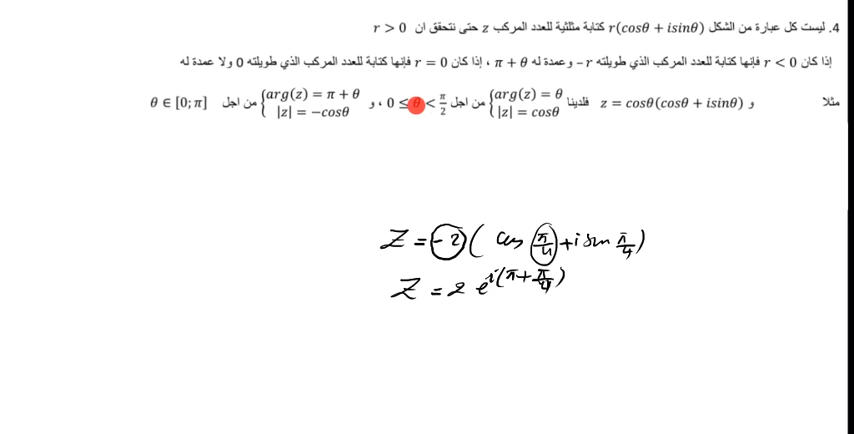 4. ليست كل عبارة من الشكل r(cosθ + isinθ) كتابة مثلثية للعدد المركب z حتى نتحقق ان r > 0
إذا كان r < 0 فإنها كتابة للعدد المركب الذي طويلته −r وعمدة له π + θ ، إذا كان r = 0 فإنها كتابة للعدد المركب الذي طويلته 0 ولا عمدة له
مثلا و z = cosθ(cosθ + isinθ) فلدينا {arg(z) = θ |z| = cosθ من اجل 0 ≤ θ < π/2 ، و {arg(z) = π + θ |z| = −cosθ من اجل θ ∈ [0; π]
Z = -2 ( cos π/4 + i sin π/4 )
Z = 2 e^i(π + π/4)